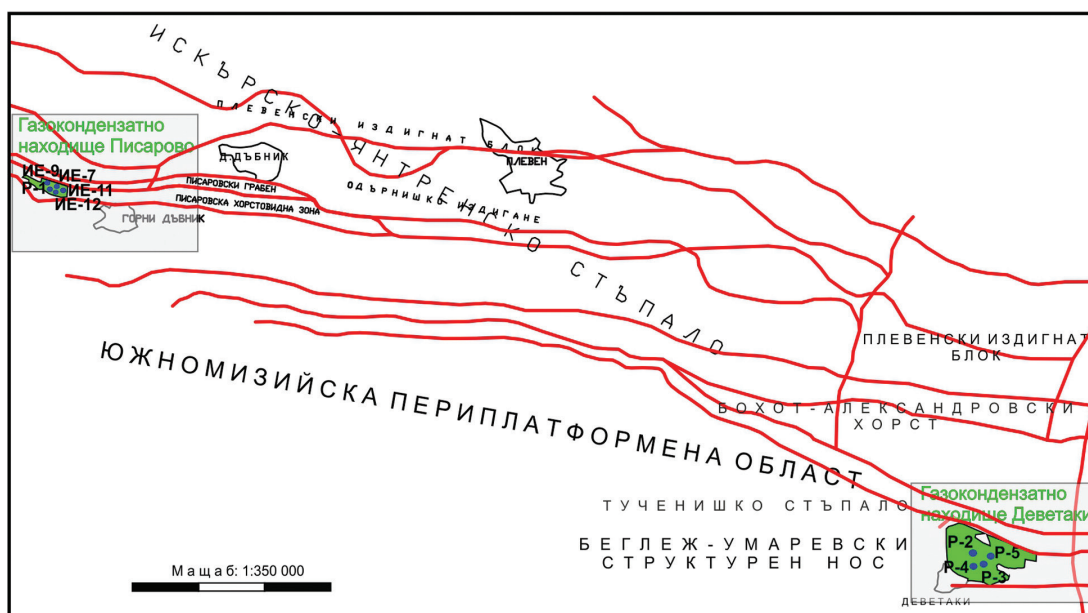 ИСКЪРСКО-ЯНТРЕНСКО СТЪПАЛО
ПЛЕВЕНСКИ ИЗДИГНАТ БЛОК
Газокондензатно
находище Писарово
Д.ДЪБНИК
ПЛЕВЕН
ИЕ-9
ИЕ-7
Р-1
ИЕ-11
ИЕ-12
ПИСАРОВСКИ ГРАБЕН
ОДЪРНИШКО ИЗДИГАНЕ
ПИСАРОВСКА ХОРСТОВИДНА ЗОНА
ГОРНИ ДЪБНИК
ЮЖНОМИЗИЙСКА ПЕРИПЛАТФОРМЕНА ОБЛАСТ
ПЛЕВЕНСКИ ИЗДИГНАТ
БЛОК
БОХОТ-АЛЕКСАНДРОВСКИ
ХОРСТ
ТУЧЕНИШКО СТЪПАЛО
Газокондензатно
находище Деветаки
БЕГЛЕЖ-УМАРЕВСКИ
СТРУКТУРЕН НОС
Р-2
Р-5
Р-4
Р-3
ДЕВЕТАКИ
Мащаб: 1:350 000